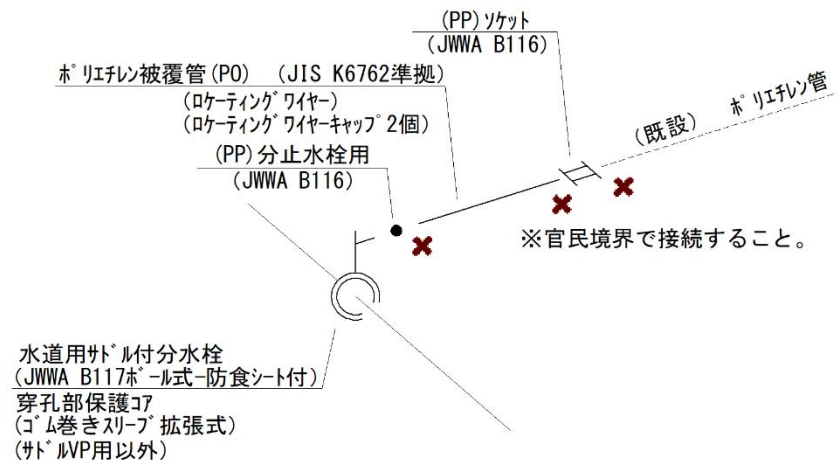 (PP)ｿｹｯﾄ
(JWWA B116)
ﾎﾟﾘｴﾁﾚﾝ被覆管(PO) (JIS K6762準拠)
(ﾛｹｰﾃｨﾝｸﾞﾜｲﾔｰ)
(ﾛｹｰﾃｨﾝｸﾞﾜｲﾔｰｷｬｯﾌﾟ2個)
(PP)分止水栓用
(JWWA B116)
(既設) ﾎﾟﾘｴﾁﾚﾝ管
※官民境界で接続すること。
水道用ｻﾄﾞﾙ付分水栓
(JWWA B117ﾎﾞｰﾙ式-防食ｼｰﾄ付)
穿孔部保護ｺｱ
(ｺﾞﾑ巻きｽﾘｰﾌﾞ拡張式)
(ｻﾄﾞﾙVP用以外)